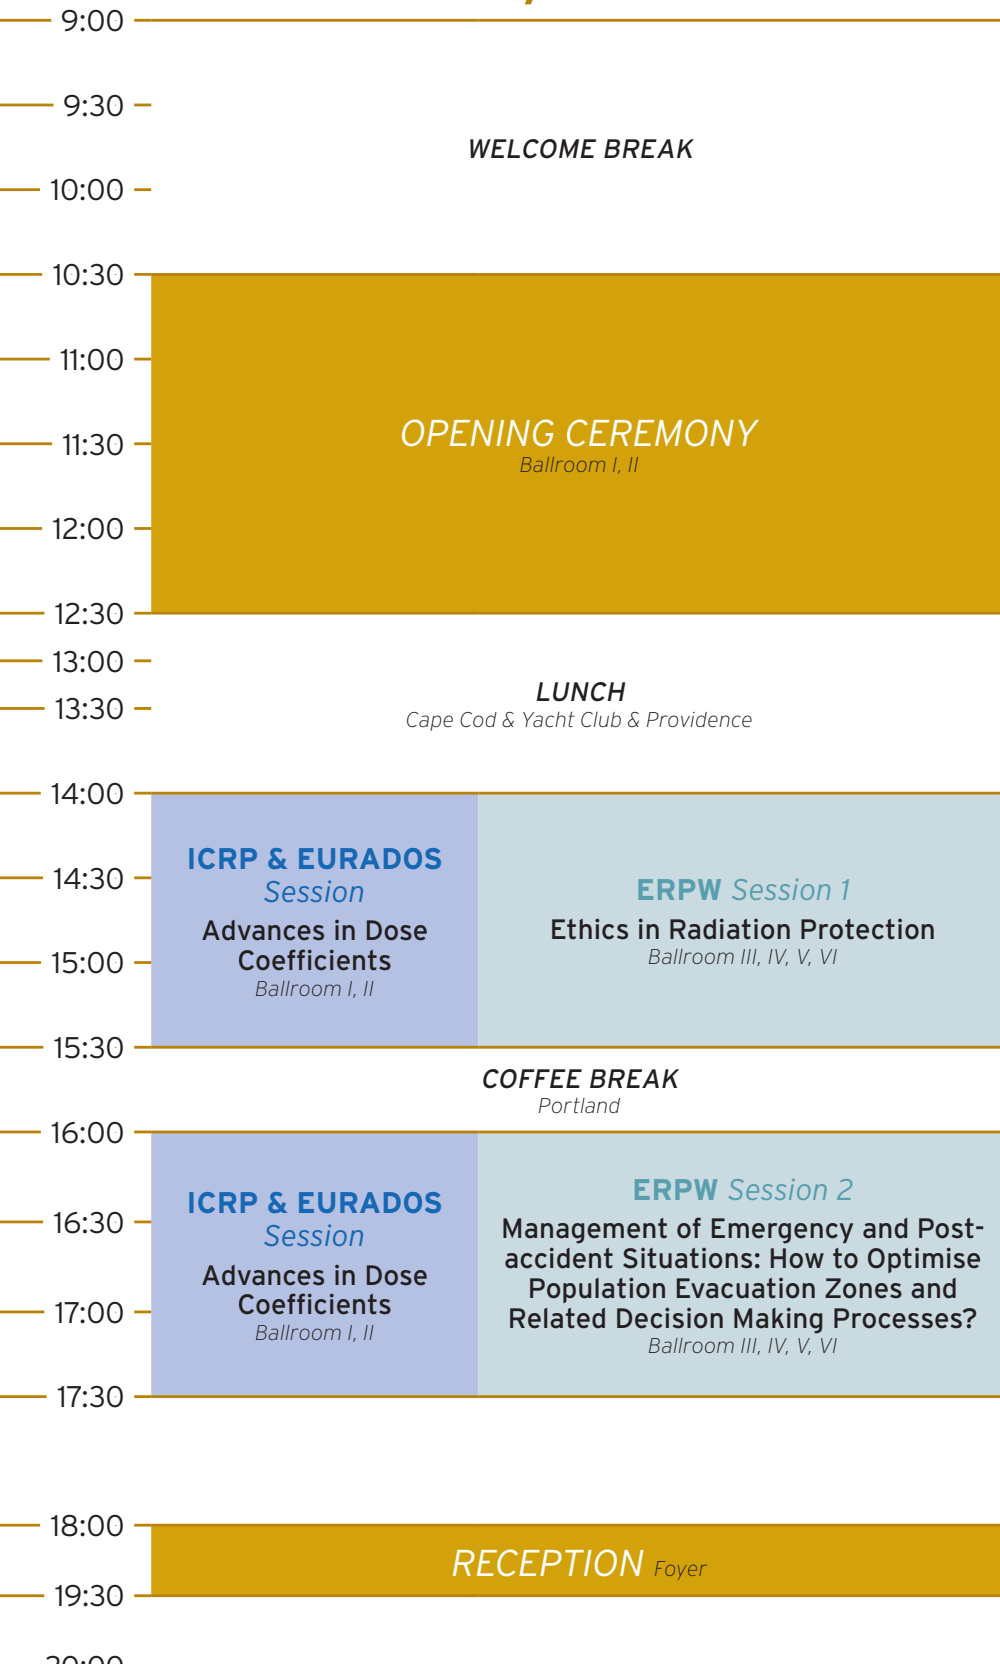 9:00
9:30
WELCOME BREAK
10:00
10:30
11:00
11:30
OPENING CEREMONY
Ballroom I, II
12:00
12:30
13:00
13:30
LUNCH
Cape Cod & Yacht Club & Providence
14:00
ICRP & EURADOS
Session
Advances in Dose
Coefficients
Ballroom I, II
14:30
15:00
ERPW Session 1
Ethics in Radiation Protection
Ballroom III, IV, V, VI
15:30
COFFEE BREAK
Portland
16:00
ICRP & EURADOS
Session
Advances in Dose
Coefficients
Ballroom I, II
16:30
17:00
ERPW Session 2
Management of Emergency and Post-
accident Situations: How to Optimise
Population Evacuation Zones and
Related Decision Making Processes?
Ballroom III, IV, V, VI
17:30
18:00
RECEPTION Foyer
19:30